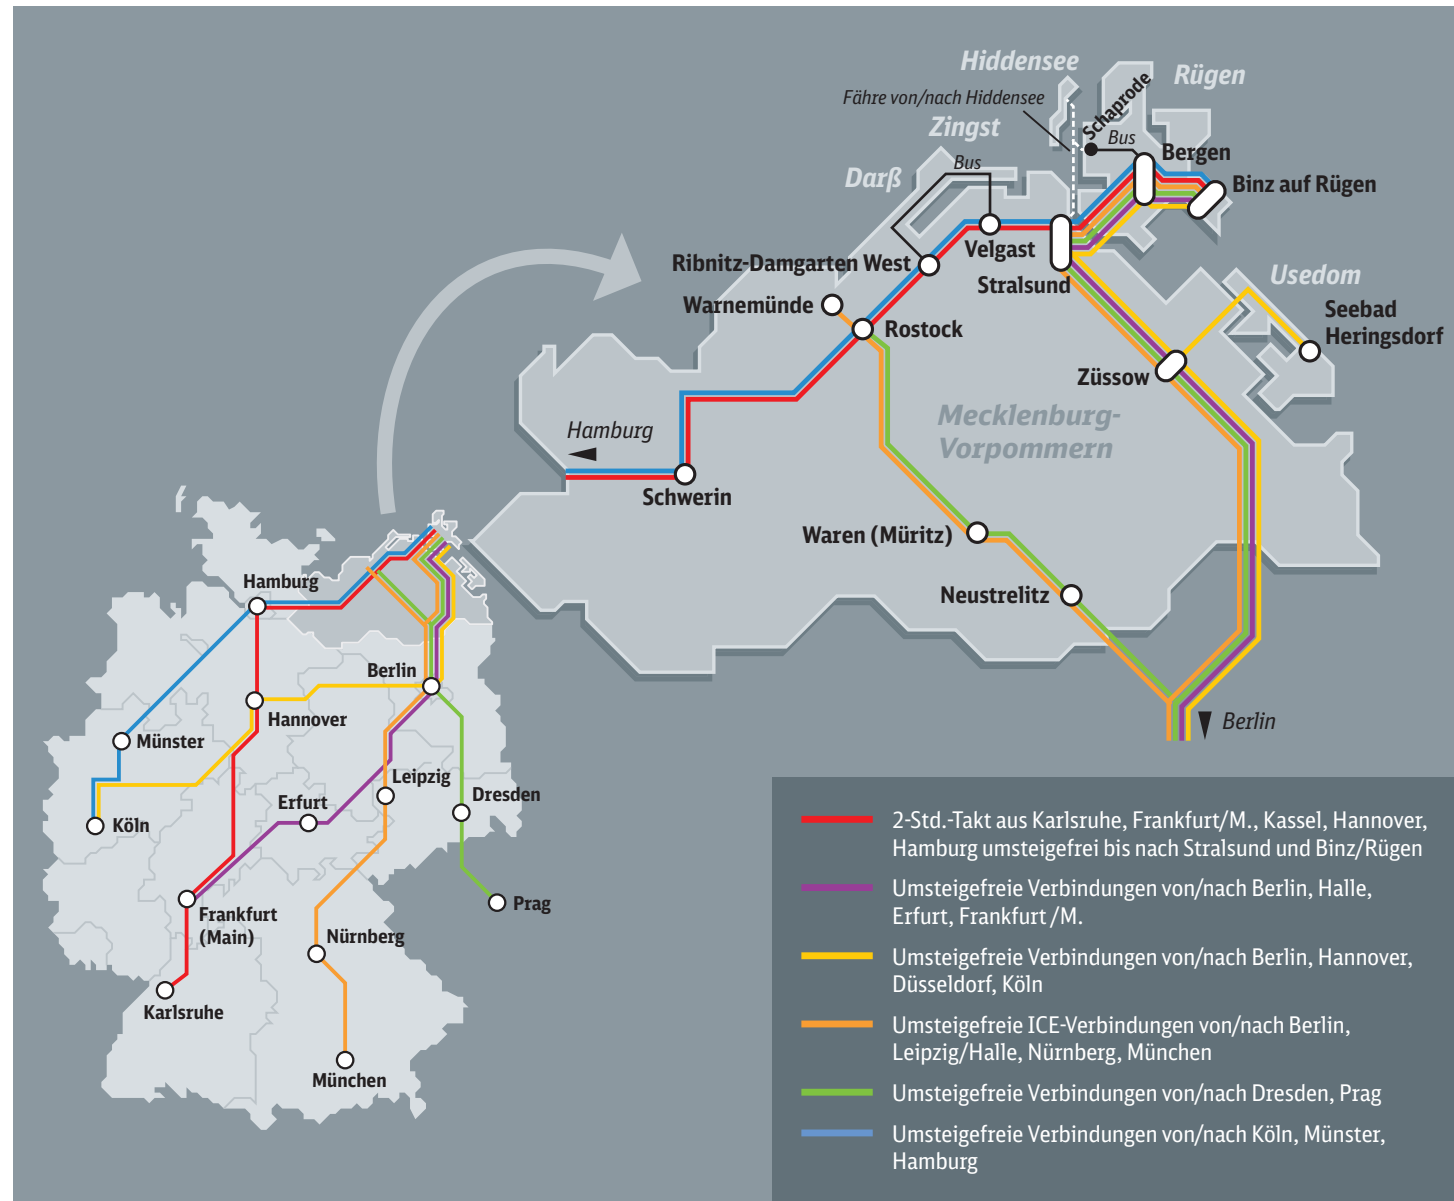 Hiddensee
Rügen
Fähre von/nach Hiddensee
Schaprode
Zingst
Bus
Bergen
Darß
Bus
Binz auf Rügen
Velgast
Ribnitz-Damgarten West
Stralsund
Usedom
Warnemünde
Seebad
Heringsdorf
Rostock
Züssow
Mecklenburg-
Vorpommern
Hamburg
Schwerin
Waren (Müritz)
Neustrelitz
Berlin
Hamburg
Berlin
Hannover
Münster
Leipzig
Erfurt
Dresden
Köln
Prag
Frankfurt
(Main)
Nürnberg
Karlsruhe
München
2-Std.-Takt aus Karlsruhe, Frankfurt/M., Kassel, Hannover,
Hamburg umsteigefrei bis nach Stralsund und Binz/Rügen
Umsteigefreie Verbindungen von/nach Berlin, Halle,
Erfurt, Frankfurt/M.
Umsteigefreie Verbindungen von/nach Berlin, Hannover,
Düsseldorf, Köln
Umsteigefreie ICE-Verbindungen von/nach Berlin,
Leipzig/Halle, Nürnberg, München
Umsteigefreie Verbindungen von/nach Dresden, Prag
Umsteigefreie Verbindungen von/nach Köln, Münster,
Hamburg